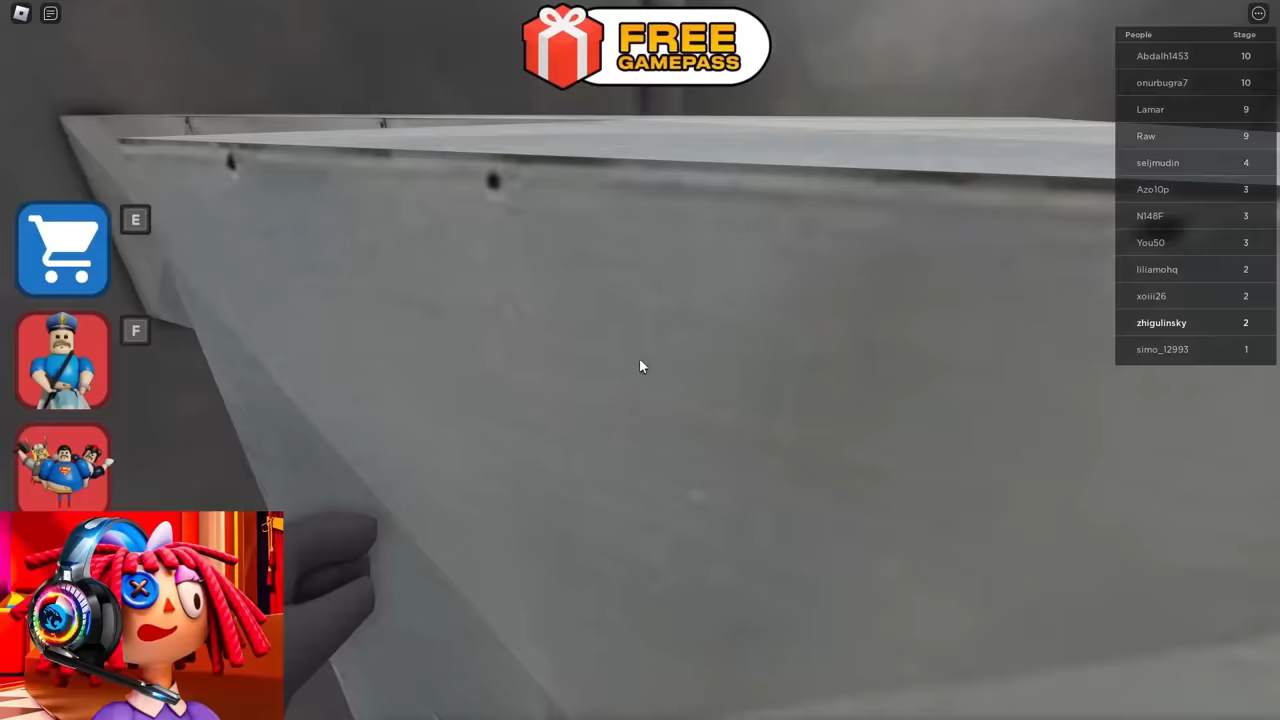 FREE
GAMEPASS
People Stage
Abdalh1453 10
onurbugra7 10
Lamar 9
Raw 9
seljmudin 4
Azo10p 3
N148F 3
You50 3
liliamohq 2
xoiii26 2
zhigulinsky 2
simo_12993 1
E
F